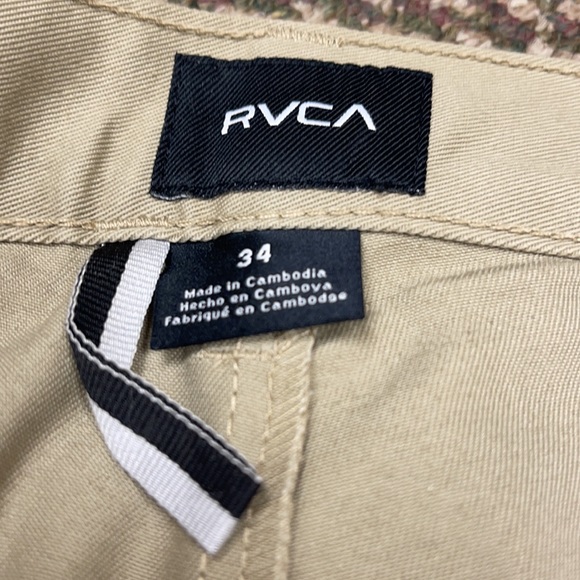 RVCA
34
Made in Cambodia
Hecho en Camboya
Fabriqué en Cambodge